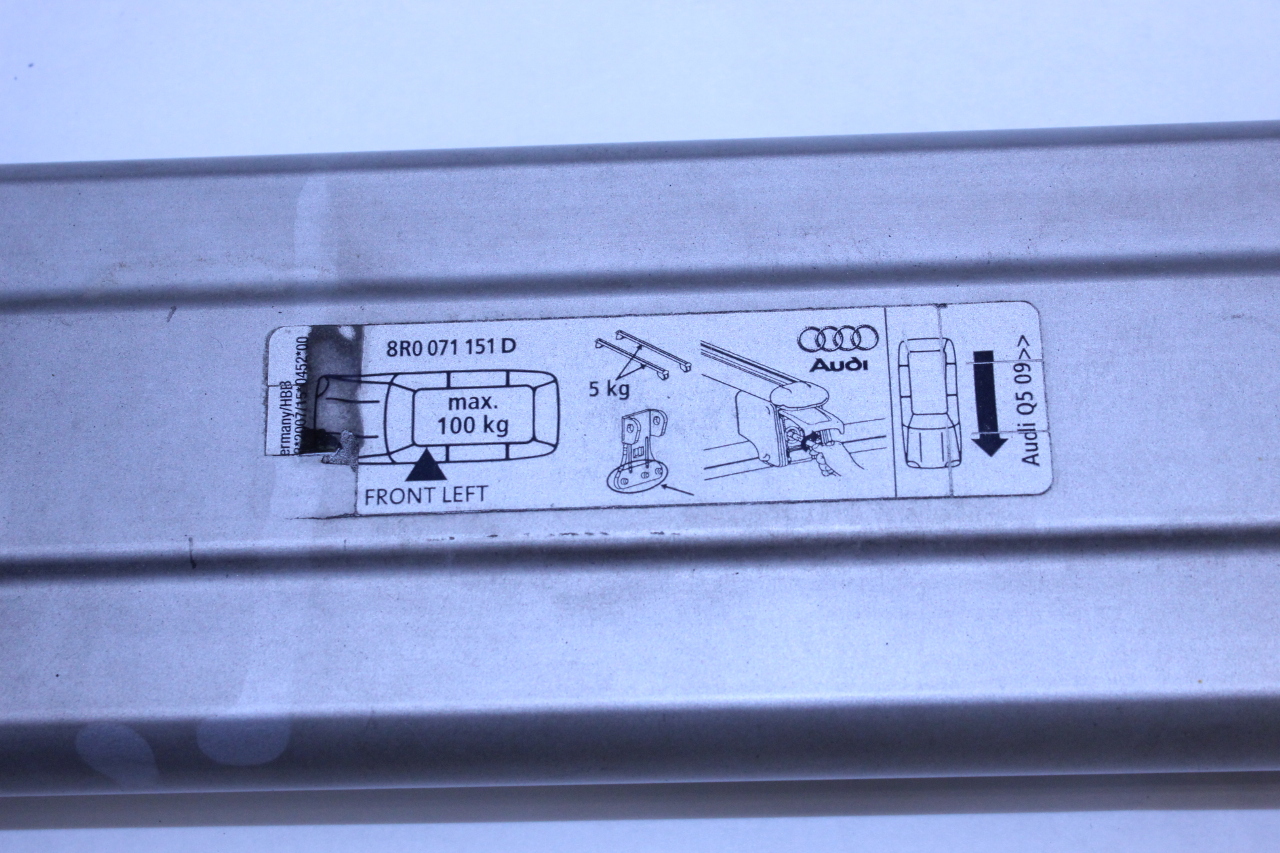 ermany/HBB
8R0 071 151 D
max.
100 kg
FRONT LEFT
5 kg
Audi
Audi Q5 09>>